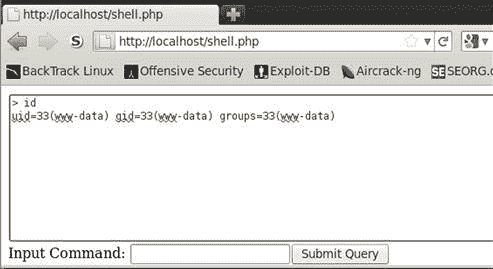 http://localhost/shell.php
http://localhost/shell.php
BackTrack Linux Offensive Security Exploit-DB Aircrack-ng SEORG.
> id
uid=33(www-data) gid=33(www-data) groups=33(www-data)
Input Command: Submit Query